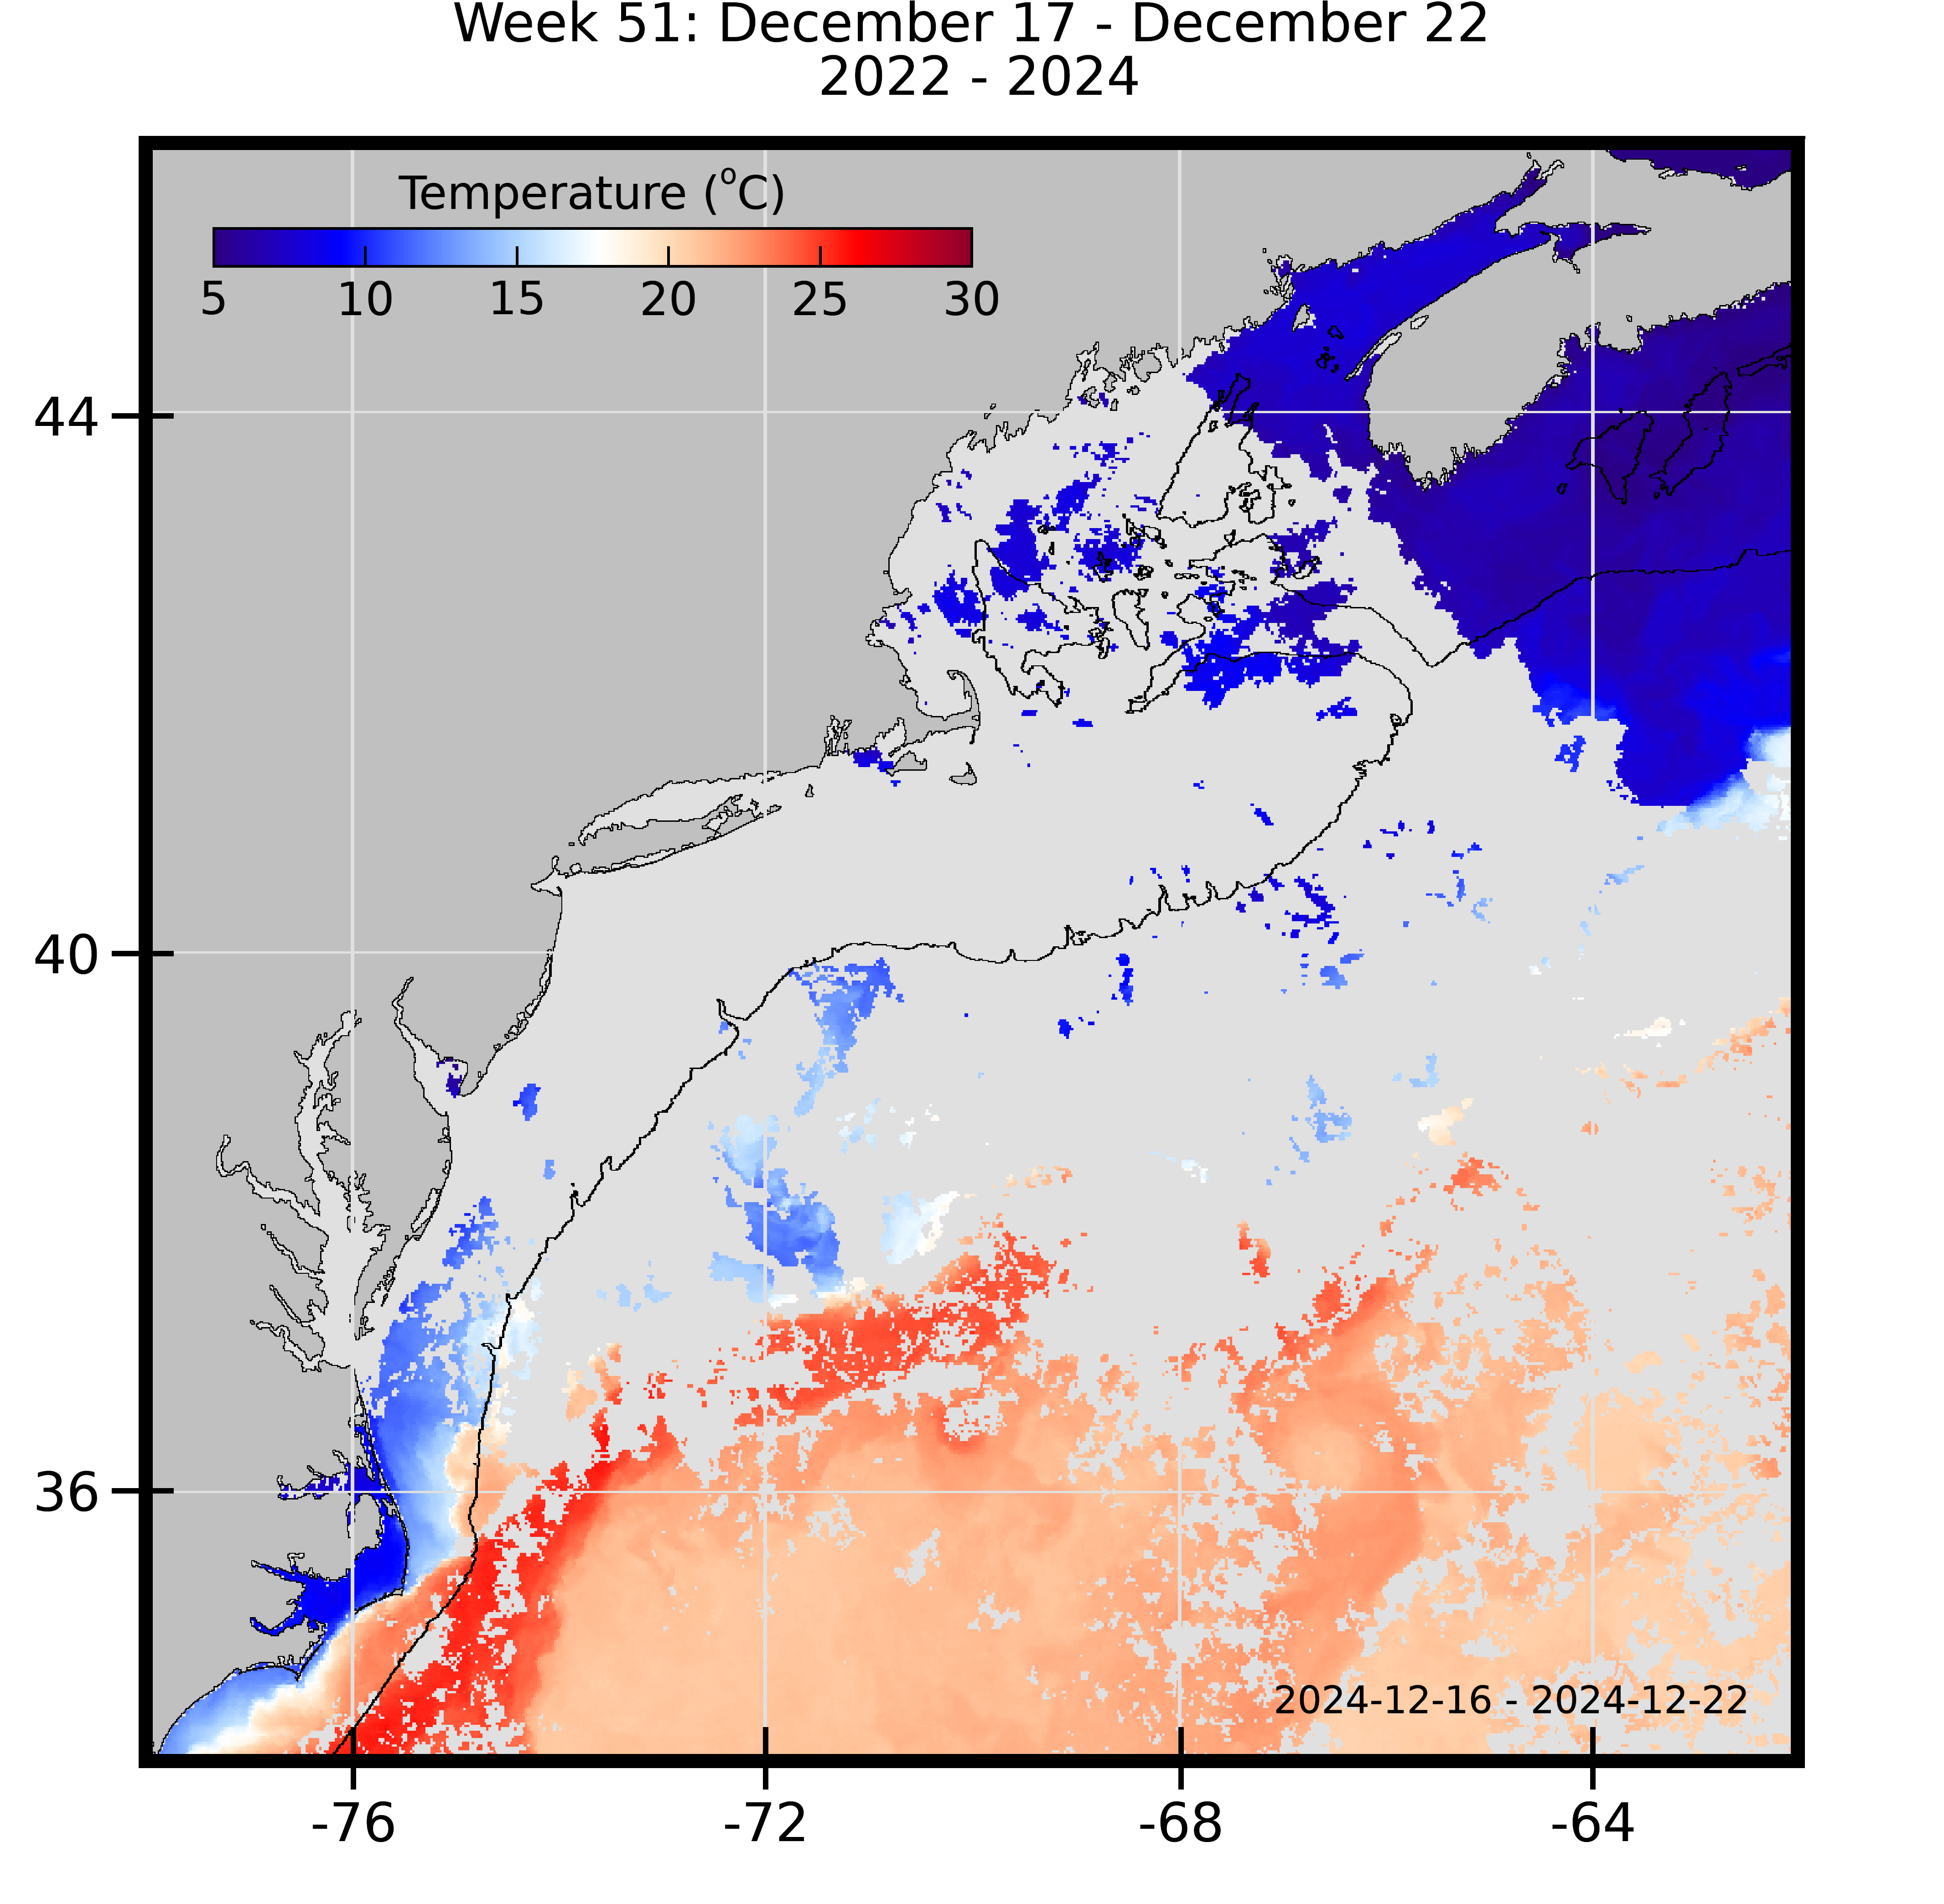 Week 51: December 17 - December 22
2022 - 2024
Temperature (°C)
5 10 15 20 25 30
44
40
36
2024-12-16 - 2024-12-22
-76 -72 -68 -64